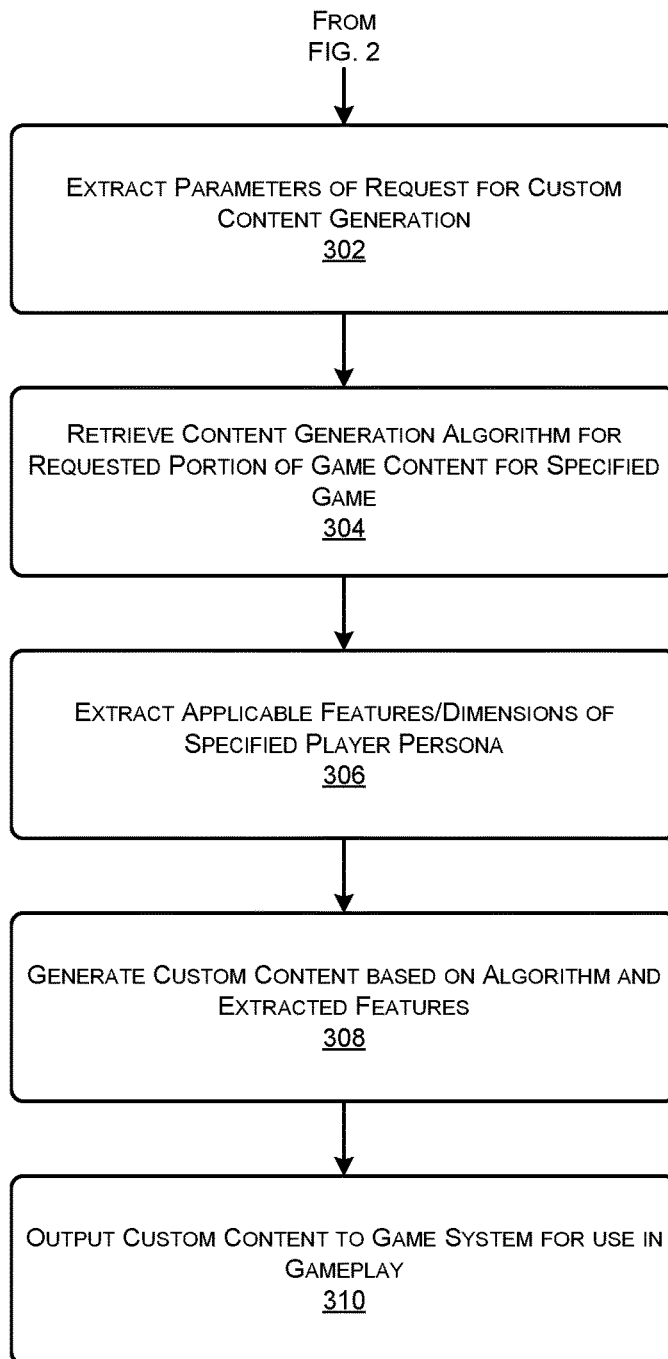 FROM
FIG. 2
EXTRACT PARAMETERS OF REQUEST FOR CUSTOM
CONTENT GENERATION
302
RETRIEVE CONTENT GENERATION ALGORITHM FOR
REQUESTED PORTION OF GAME CONTENT FOR SPECIFIED
GAME
304
EXTRACT APPLICABLE FEATURES/DIMENSIONS OF
SPECIFIED PLAYER PERSONA
306
GENERATE CUSTOM CONTENT BASED ON ALGORITHM AND
EXTRACTED FEATURES
308
OUTPUT CUSTOM CONTENT TO GAME SYSTEM FOR USE IN
GAMEPLAY
310